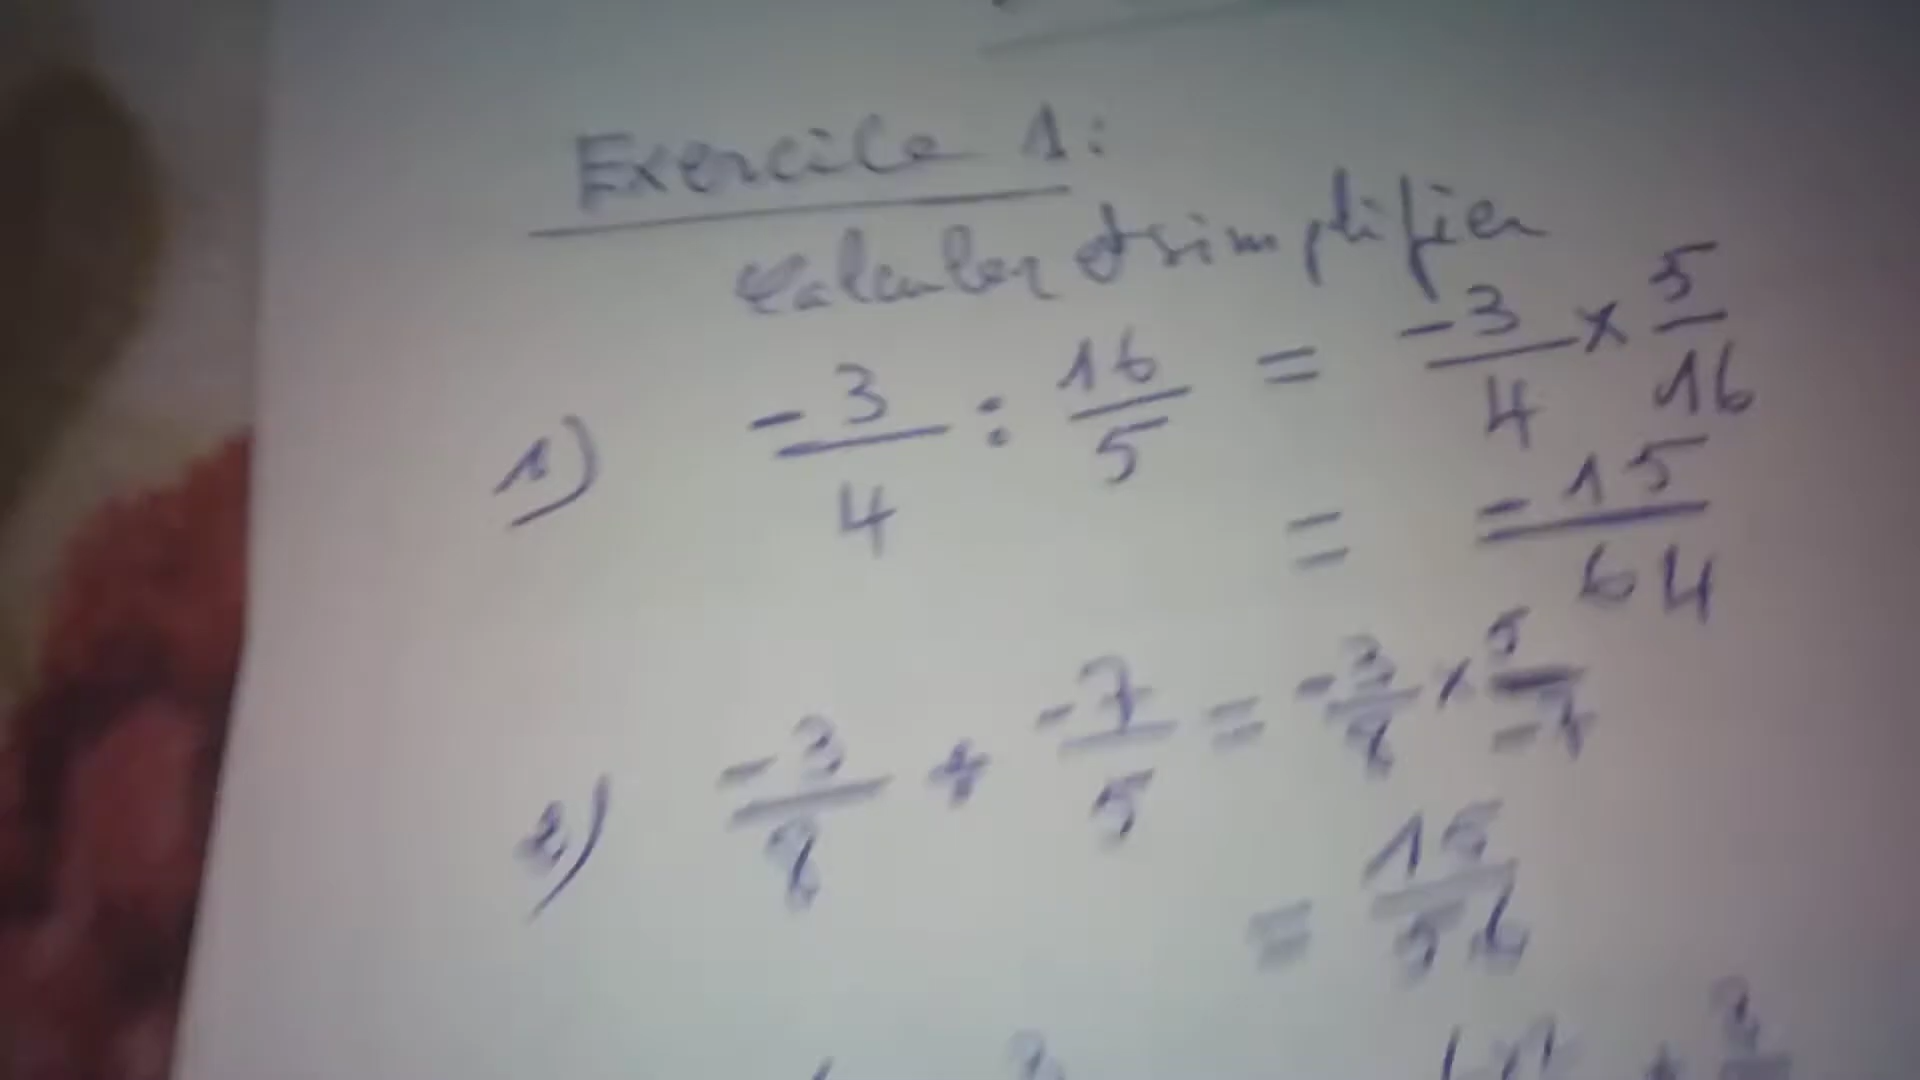 Exercice 1:
Calculer et simplifier
1) -3/4 : 16/5 = -3/4 × 5/16
= -15/64
2) -3/8 + -7/5 = -3/8 × 5/-7
= 15/56